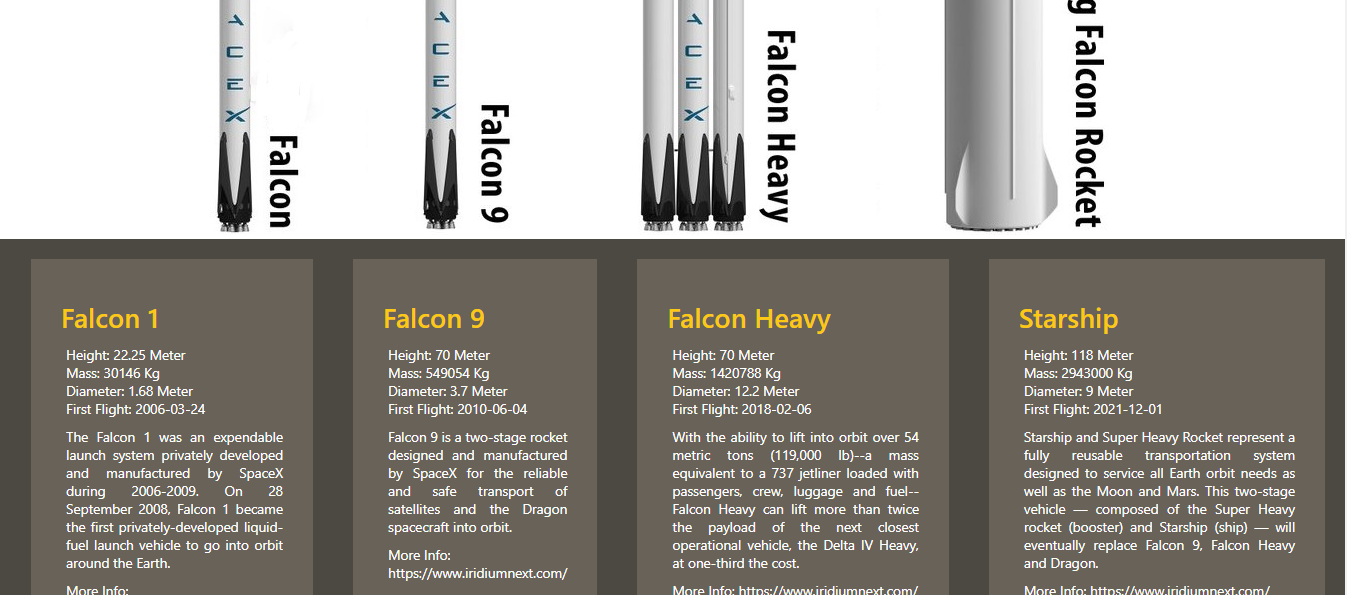 A
C
E
X
Falcon
A
C
E
X
Falcon 9
A
C
E
X
Falcon Heavy
g Falcon Rocket
Falcon 1
Height: 22.25 Meter
Mass: 30146 Kg
Diameter: 1.68 Meter
First Flight: 2006-03-24
The Falcon 1 was an expendable
launch system privately developed
and manufactured by SpaceX
during 2006-2009. On 28
September 2008, Falcon 1 became
the first privately-developed liquid-
fuel launch vehicle to go into orbit
around the Earth.
More Info:
Falcon 9
Height: 70 Meter
Mass: 549054 Kg
Diameter: 3.7 Meter
First Flight: 2010-06-04
Falcon 9 is a two-stage rocket
designed and manufactured
by SpaceX for the reliable
and safe transport of
satellites and the Dragon
spacecraft into orbit.
More Info:
https://www.iridiumnext.com/
Falcon Heavy
Height: 70 Meter
Mass: 1420788 Kg
Diameter: 12.2 Meter
First Flight: 2018-02-06
With the ability to lift into orbit over 54
metric tons (119,000 lb)--a mass
equivalent to a 737 jetliner loaded with
passengers, crew, luggage and fuel--
Falcon Heavy can lift more than twice
the payload of the next closest
operational vehicle, the Delta IV Heavy,
at one-third the cost.
More Info: https://www.iridiumnext.com/
Starship
Height: 118 Meter
Mass: 2943000 Kg
Diameter: 9 Meter
First Flight: 2021-12-01
Starship and Super Heavy Rocket represent a
fully reusable transportation system
designed to service all Earth orbit needs as
well as the Moon and Mars. This two-stage
vehicle — composed of the Super Heavy
rocket (booster) and Starship (ship) — will
eventually replace Falcon 9, Falcon Heavy
and Dragon.
More Info: https://www.iridiumnext.com/